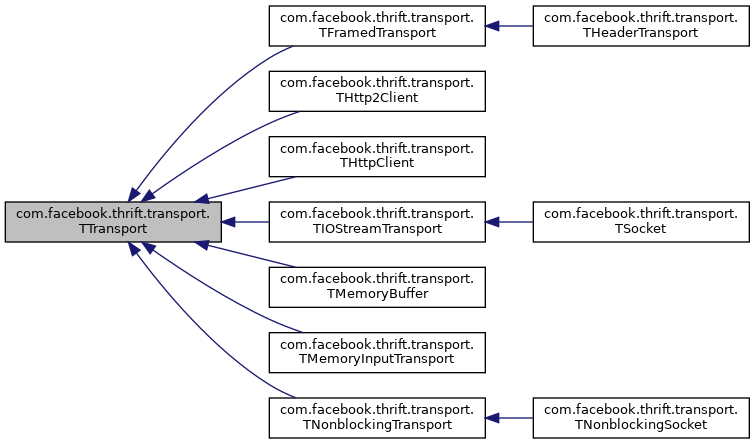 com.facebook.thrift.transport.
TFramedTransport
com.facebook.thrift.transport.
THeaderTransport
com.facebook.thrift.transport.
THttp2Client
com.facebook.thrift.transport.
THttpClient
com.facebook.thrift.transport.
TTransport
com.facebook.thrift.transport.
TIOStreamTransport
com.facebook.thrift.transport.
TSocket
com.facebook.thrift.transport.
TMemoryBuffer
com.facebook.thrift.transport.
TMemoryInputTransport
com.facebook.thrift.transport.
TNonblockingTransport
com.facebook.thrift.transport.
TNonblockingSocket